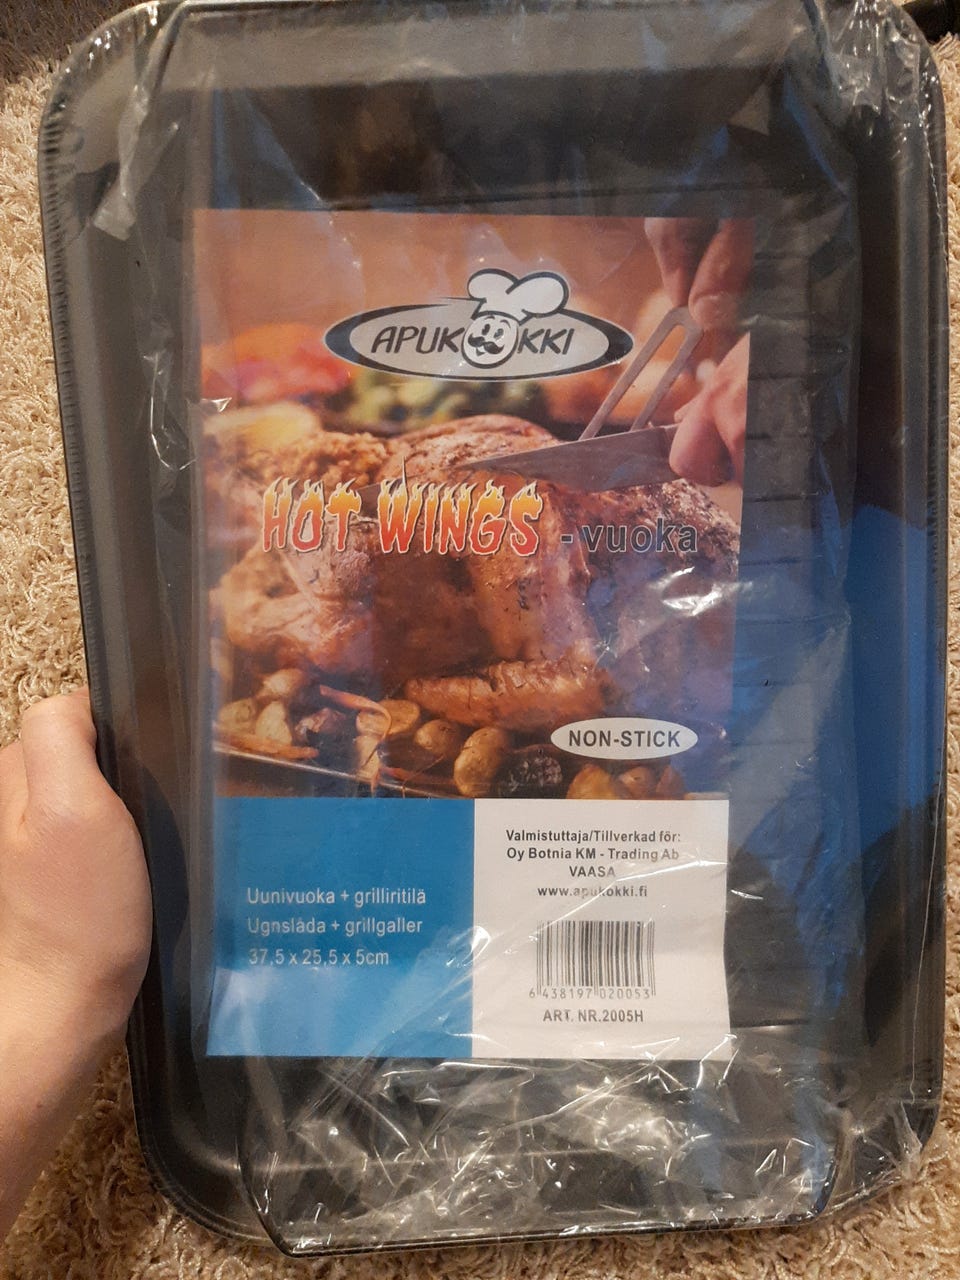 APUKOKKI
HOT WINGS - vuoka
NON-STICK
Valmistuttaja/Tillverkad för:
Oy Botnia KM - Trading Ab
VAASA
www.apukokki.fi
Uunivuoka + grilliritilä
Ugnslåda + grillgaller
37,5 x 25,5 x 5cm
6 438197 020053
ART. NR.2005H